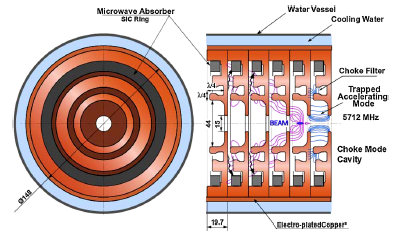 Microwave Absorber
SIC Ring
Water Vessel
Cooling Water
λ/4
λ/4
Choke Filter
Trapped
Accelerating
Mode
5712 MHz
44
15
BEAM
Choke Mode
Cavity
Ø148
19.7
Electro-platedCopper"